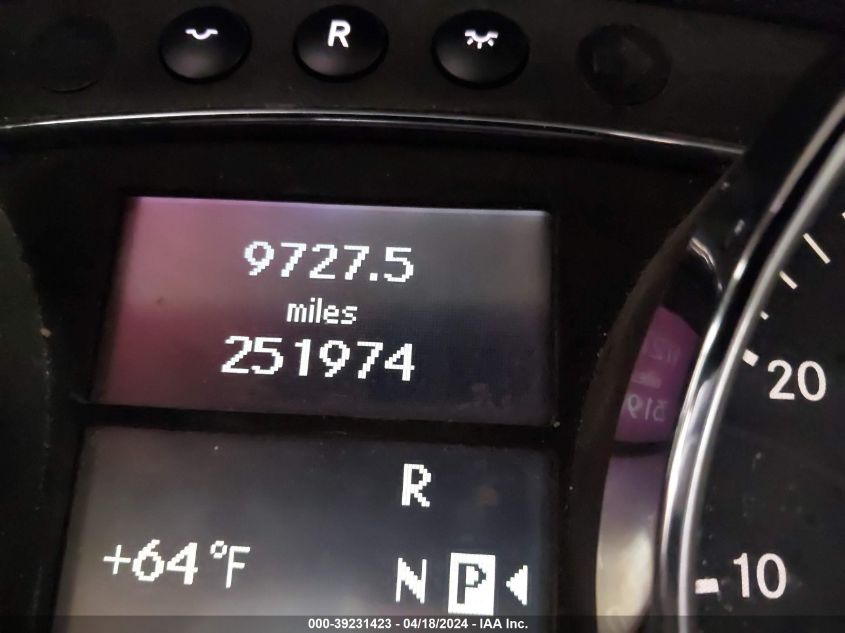 R
9727.5
miles
251974
20
R
+64°F
N P
10
000-39231423 - 04/18/2024 - IAA Inc.